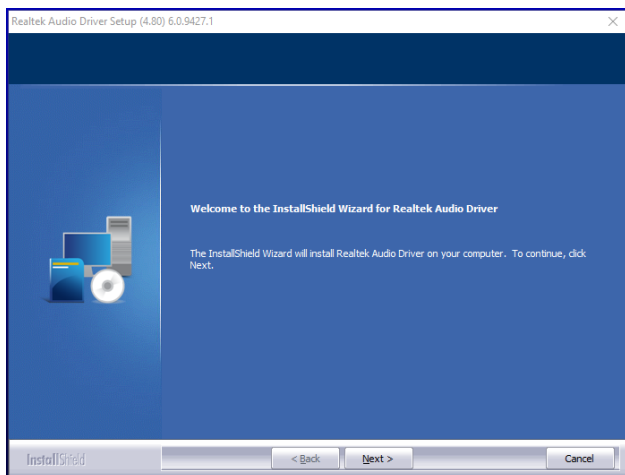 Realtek Audio Driver Setup (4.80) 6.0.9427.1
Welcome to the InstallShield Wizard for Realtek Audio Driver
The InstallShield Wizard will install Realtek Audio Driver on your computer. To continue, click
Next.
InstallShield
< Back
Next >
Cancel